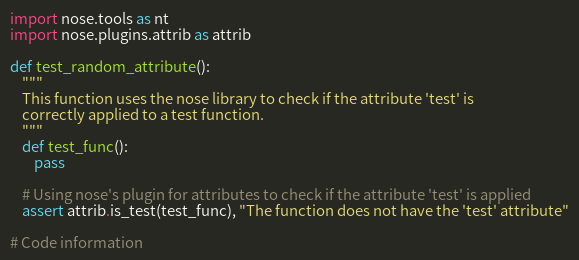 import nose.tools as nt
import nose.plugins.attrib as attrib
def test_random_attribute():
"""
This function uses the nose library to check if the attribute 'test' is
correctly applied to a test function.
"""
def test_func():
pass
# Using nose's plugin for attributes to check if the attribute 'test' is applied
assert attrib.is_test(test_func), "The function does not have the 'test' attribute"
# Code information